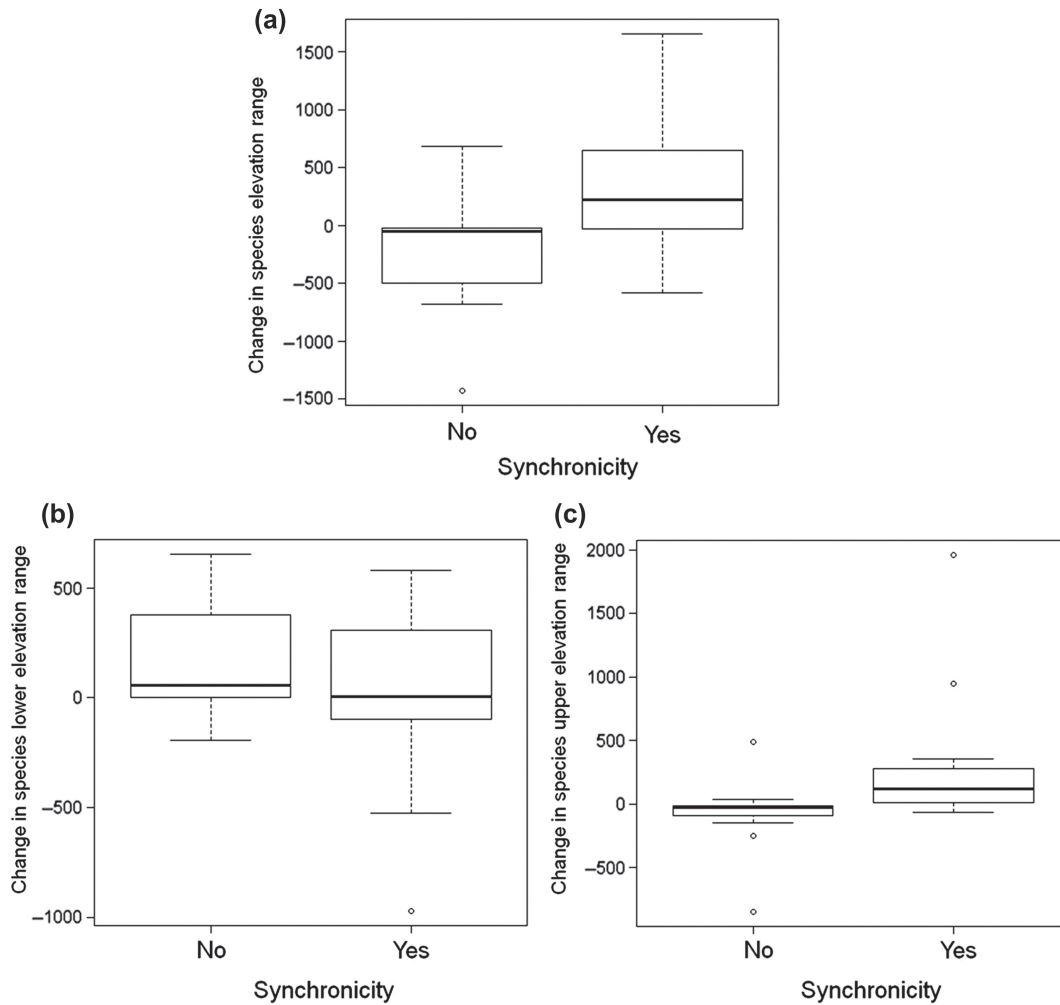 (a)
Change in species elevation range
1500
1000
500
0
–500
–1000
–1500
No
Yes
Synchronicity
(b)
Change in species lower elevation range
500
0
–500
–1000
No
Yes
Synchronicity
(c)
Change in species upper elevation range
2000
1500
1000
500
0
–500
No
Yes
Synchronicity